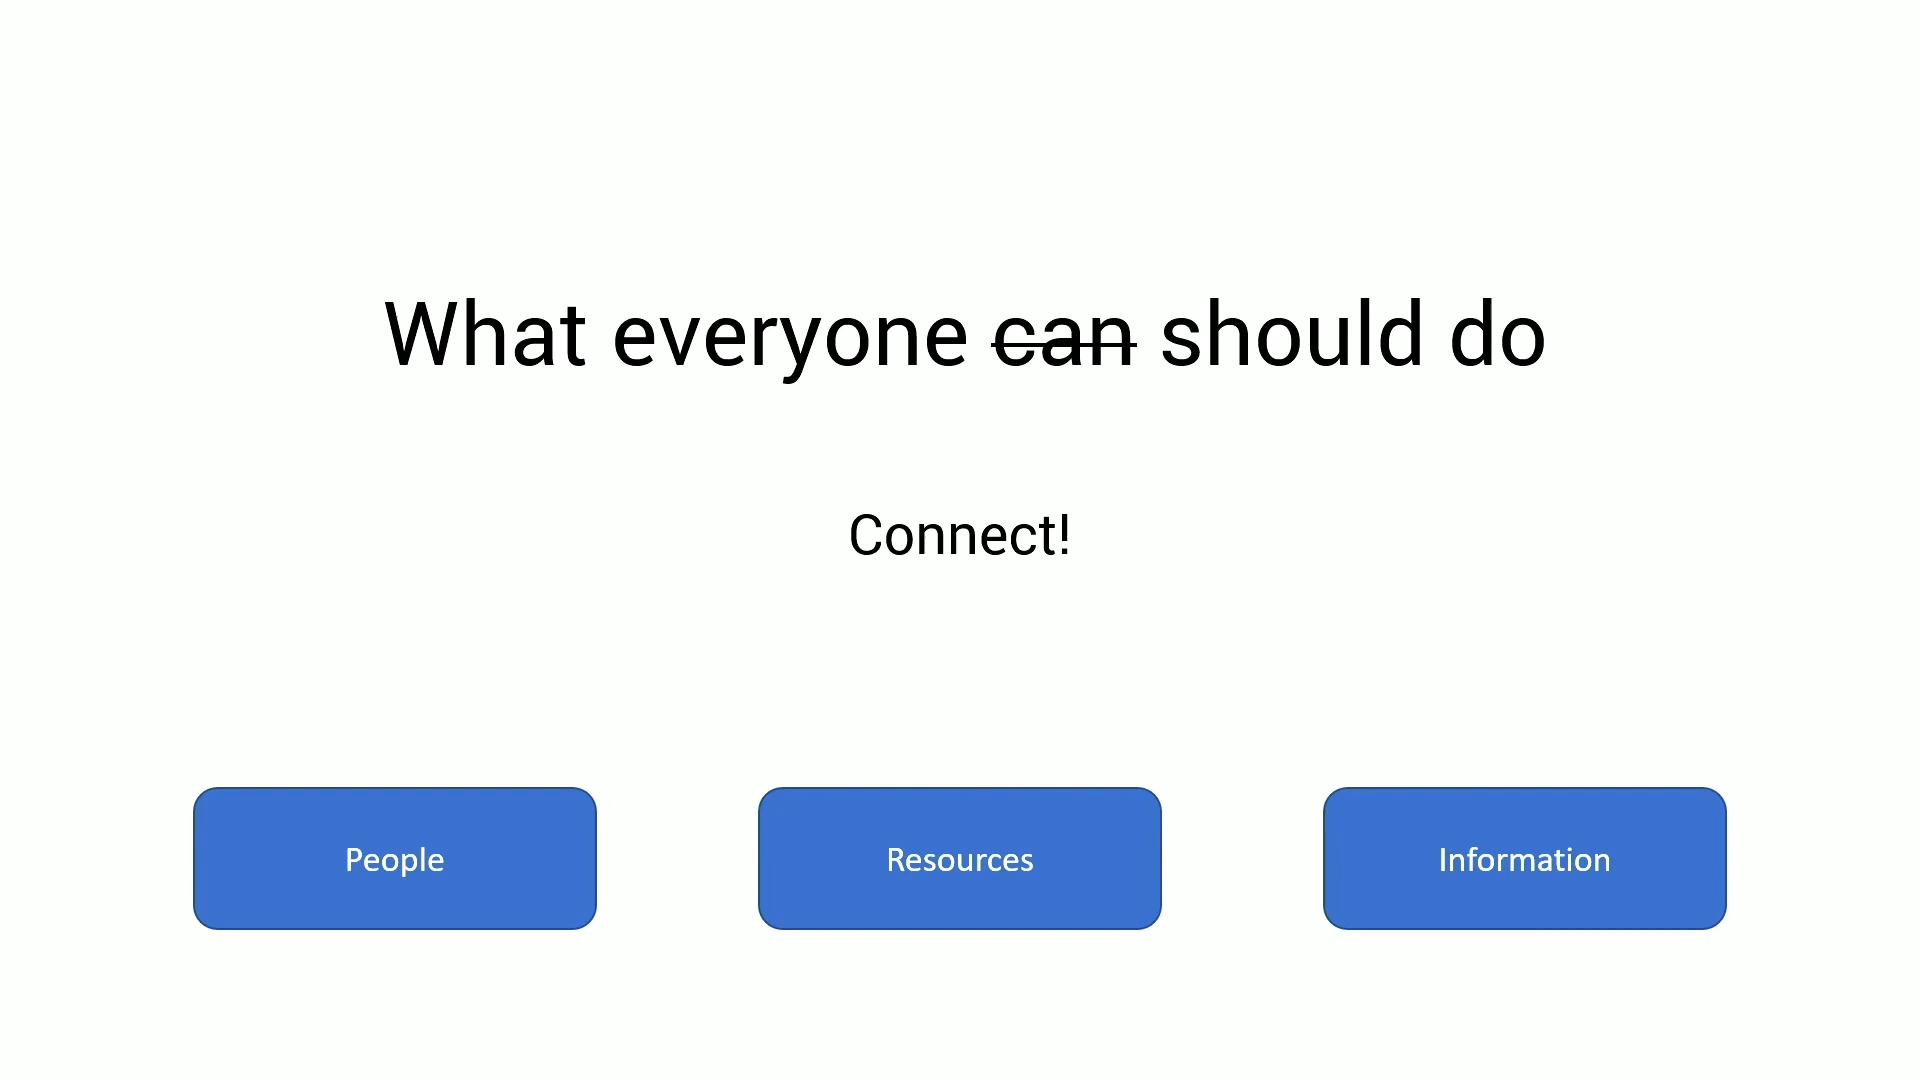 What everyone can should do
Connect!
People
Resources
Information